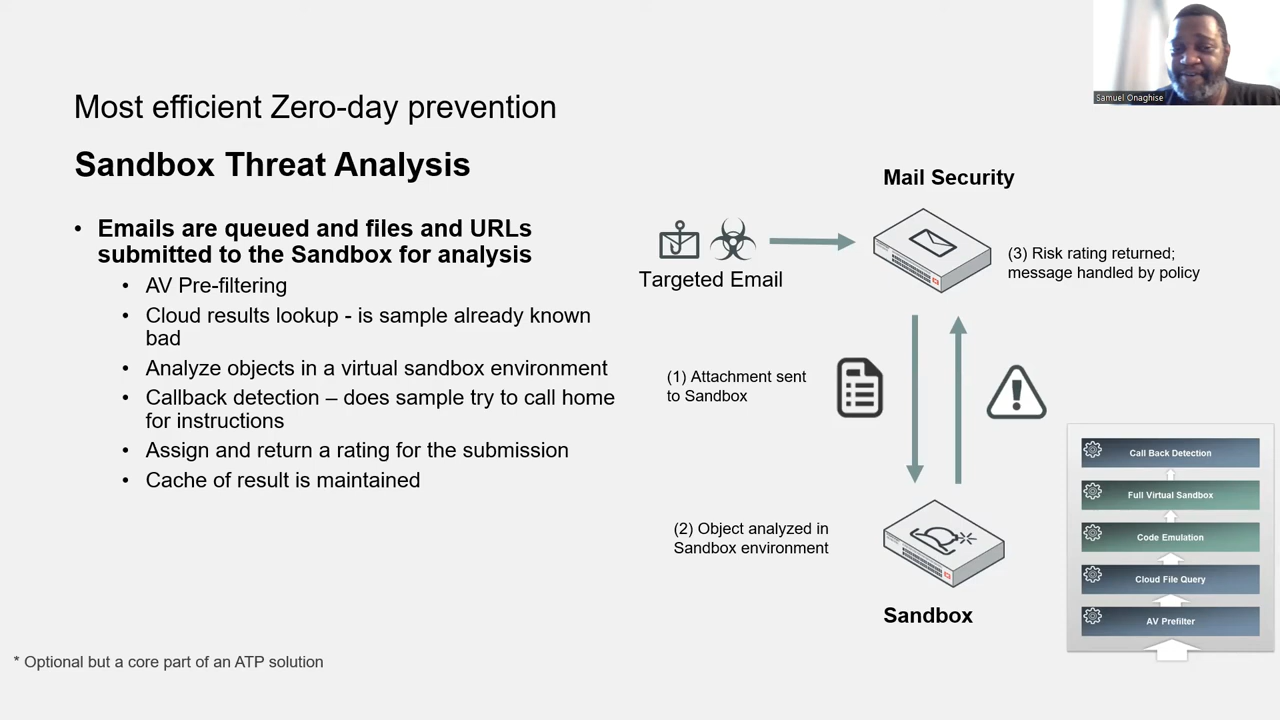 Samuel Onaghise
Most efficient Zero-day prevention
Sandbox Threat Analysis
• Emails are queued and files and URLs
submitted to the Sandbox for analysis
• AV Pre-filtering
• Cloud results lookup - is sample already known
bad
• Analyze objects in a virtual sandbox environment
• Callback detection – does sample try to call home
for instructions
• Assign and return a rating for the submission
• Cache of result is maintained
Mail Security
Targeted Email
(3) Risk rating returned;
message handled by policy
(1) Attachment sent
to Sandbox
(2) Object analyzed in
Sandbox environment
Sandbox
Call Back Detection
Full Virtual Sandbox
Code Emulation
Cloud File Query
AV Prefilter
* Optional but a core part of an ATP solution